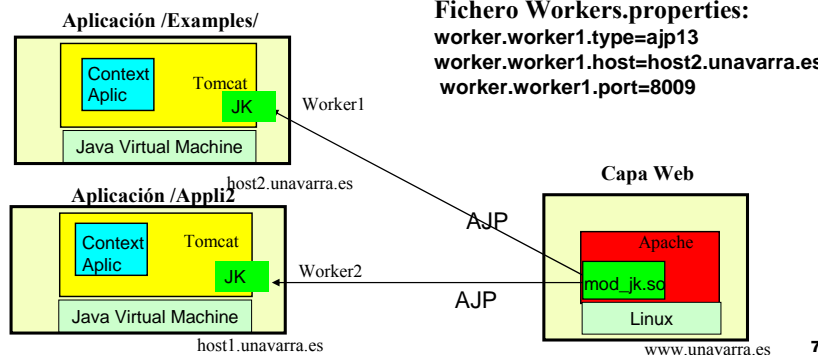 Fichero Workers.properties:
worker.worker1.type=ajp13
worker.worker1.host=host2.unavarra.es
worker.worker1.port=8009
Aplicación /Examples/
Context
Aplic
Tomcat
JK
Worker1
Java Virtual Machine
host2.unavarra.es
Aplicación /Appli2
Context
Aplic
Tomcat
JK
Worker2
Java Virtual Machine
host1.unavarra.es
AJP
AJP
Capa Web
Apache
mod_jk.so
Linux
www.unavarra.es
7